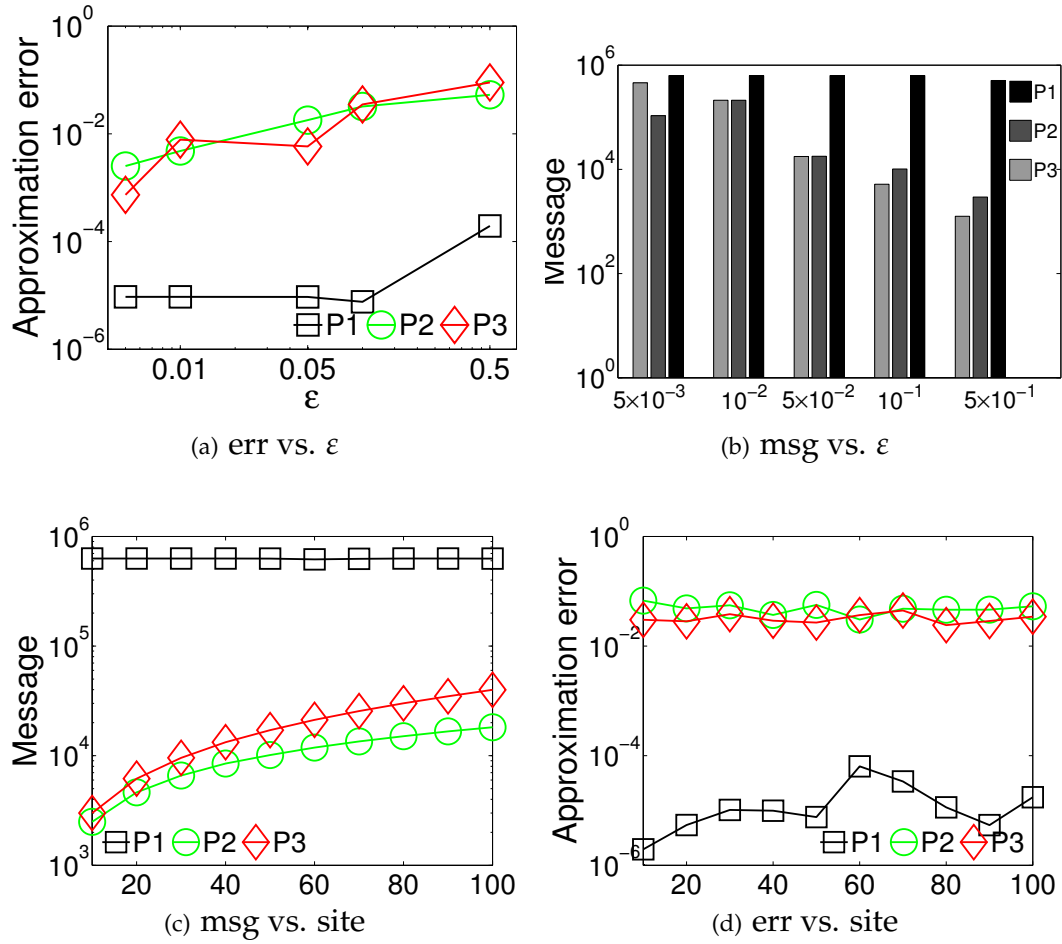 Approximation error
10^0
10^−2
10^−4
10^−6
0.01 0.05 0.5
ε
P1 P2 P3
(a) err vs. ε
Message
10^6
10^4
10^2
10^0
5×10^−3 10^−2 5×10^−2 10^−1 5×10^−1
P1
P2
P3
(b) msg vs. ε
Message
10^6
10^5
10^4
10^3
20 40 60 80 100
P1 P2 P3
(c) msg vs. site
Approximation error
10^0
10^−2
10^−4
10^−6
20 40 60 80 100
P1 P2 P3
(d) err vs. site